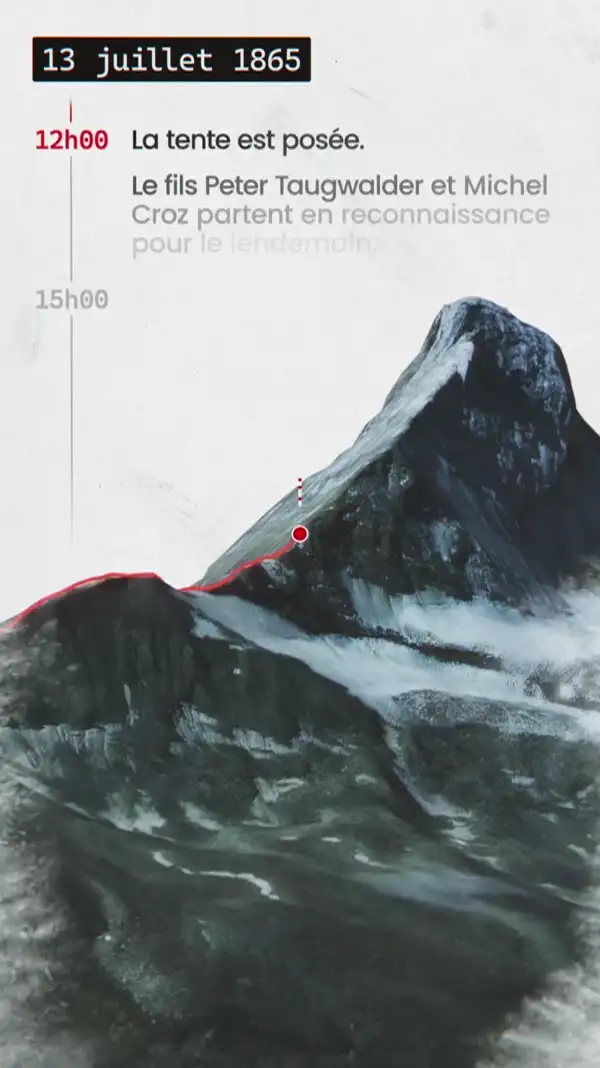 13 juillet 1865
12h00
La tente est posée.
Le fils Peter Taugwalder et Michel
Croz partent en reconnaissance
pour le lendemain.
15h00